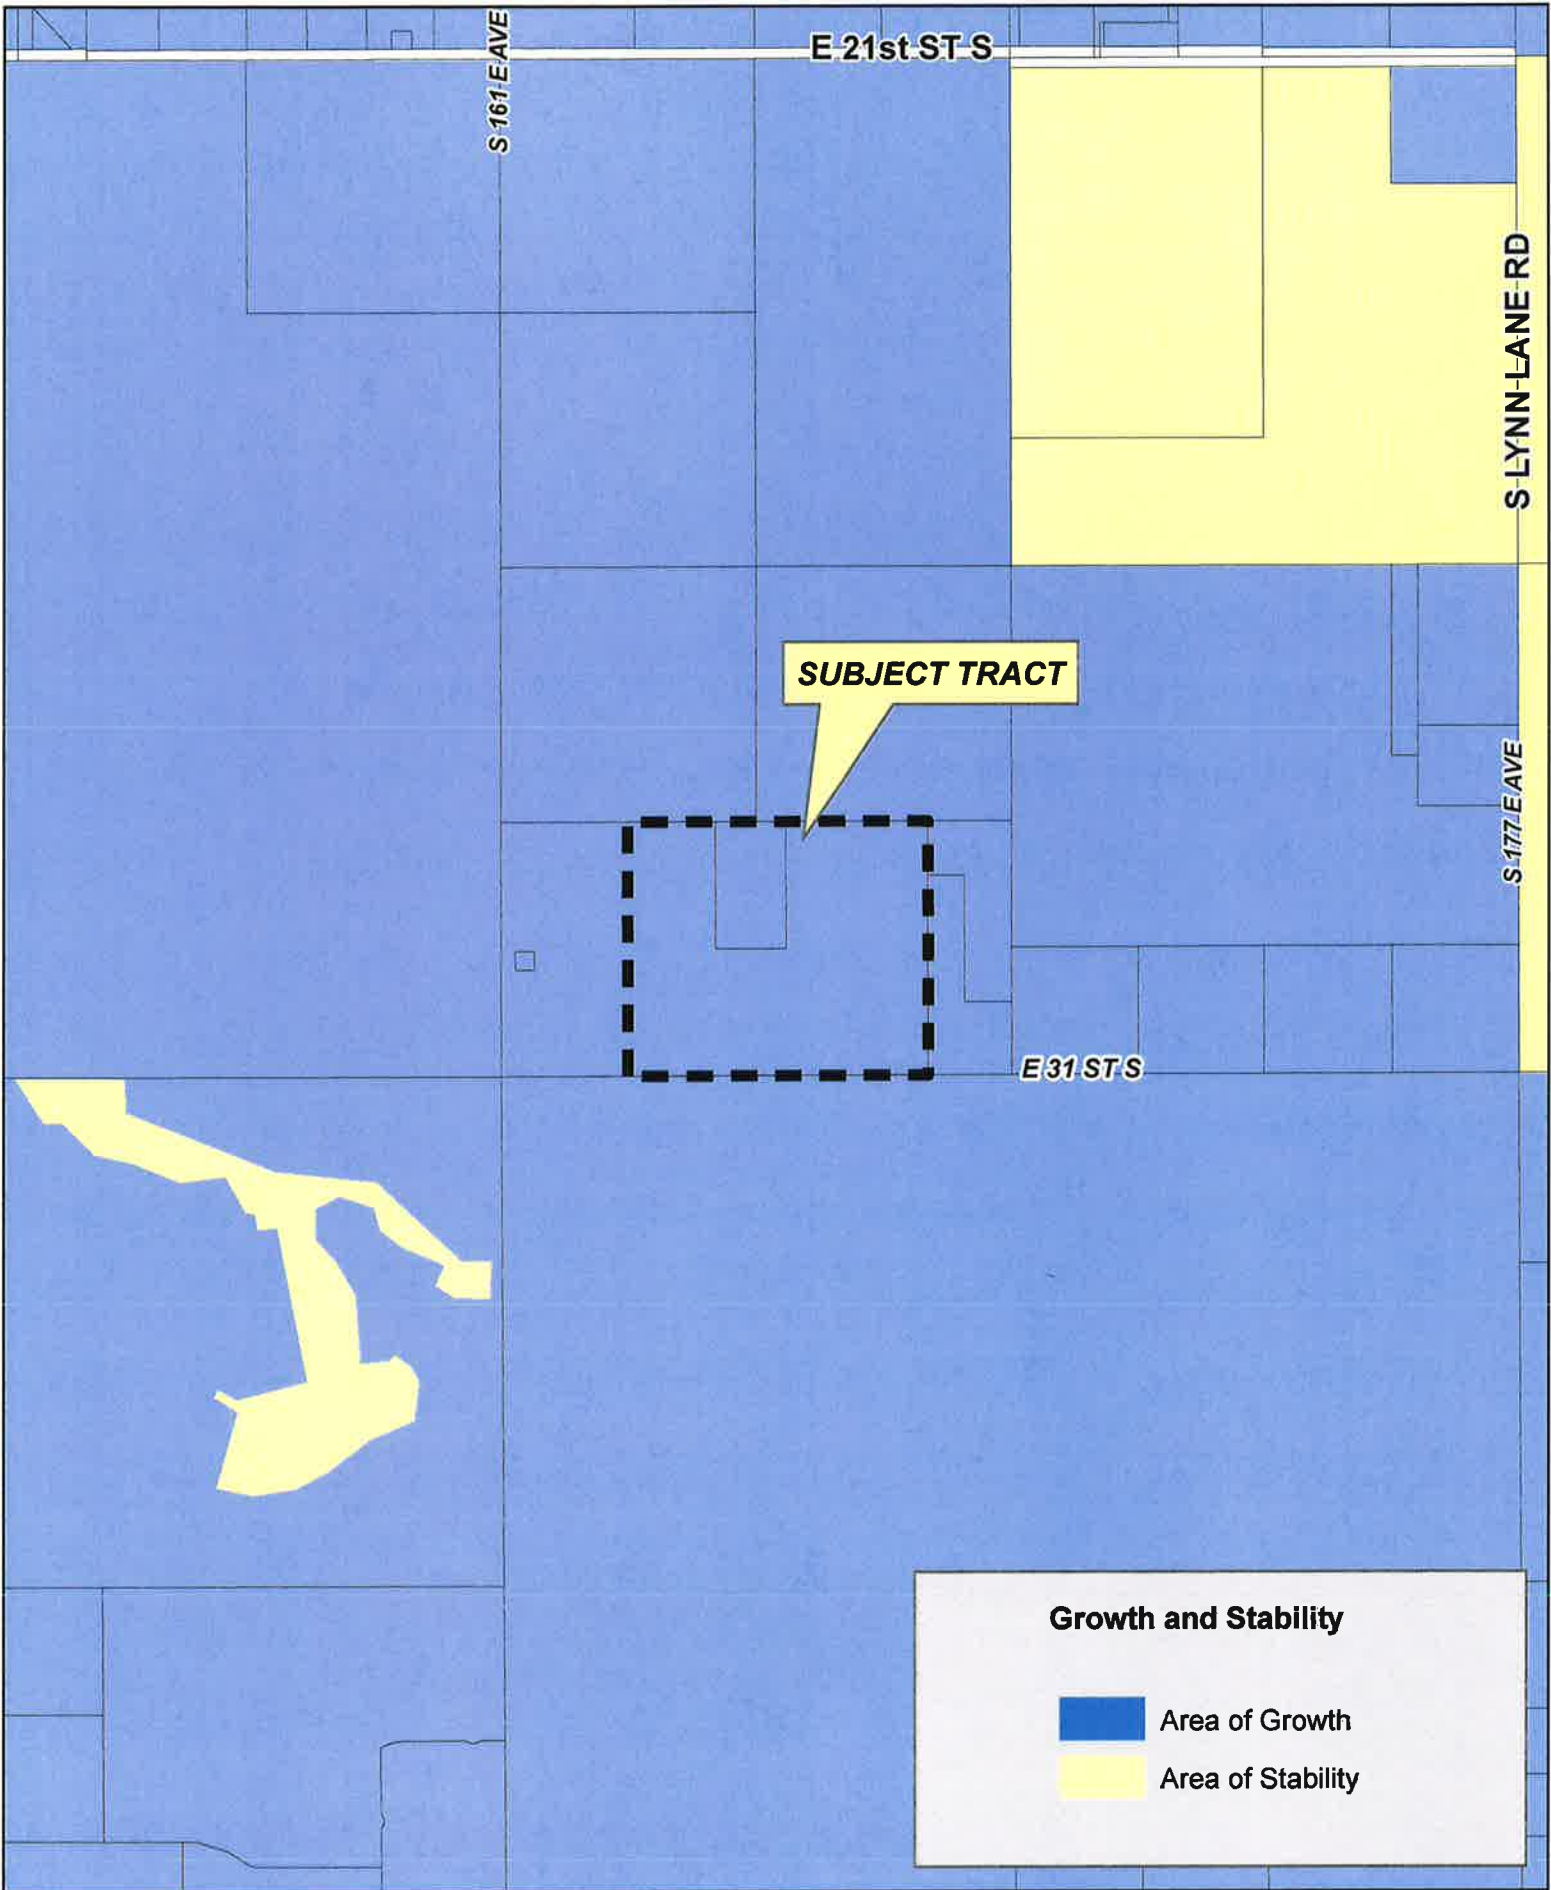 E 21st ST S
S 161 E AVE
S LYNN LANE RD
SUBJECT TRACT
S 177 E AVE
E 31 ST S
Growth and Stability
Area of Growth
Area of Stability